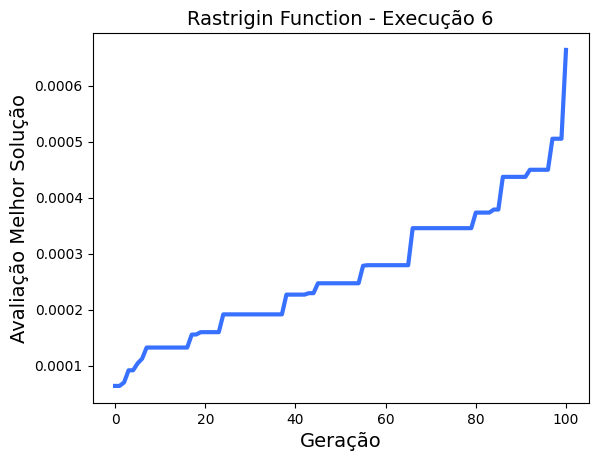 Rastrigin Function - Execução 6
Avaliação Melhor Solução
0.0006
0.0005
0.0004
0.0003
0.0002
0.0001
0 20 40 60 80 100
Geração